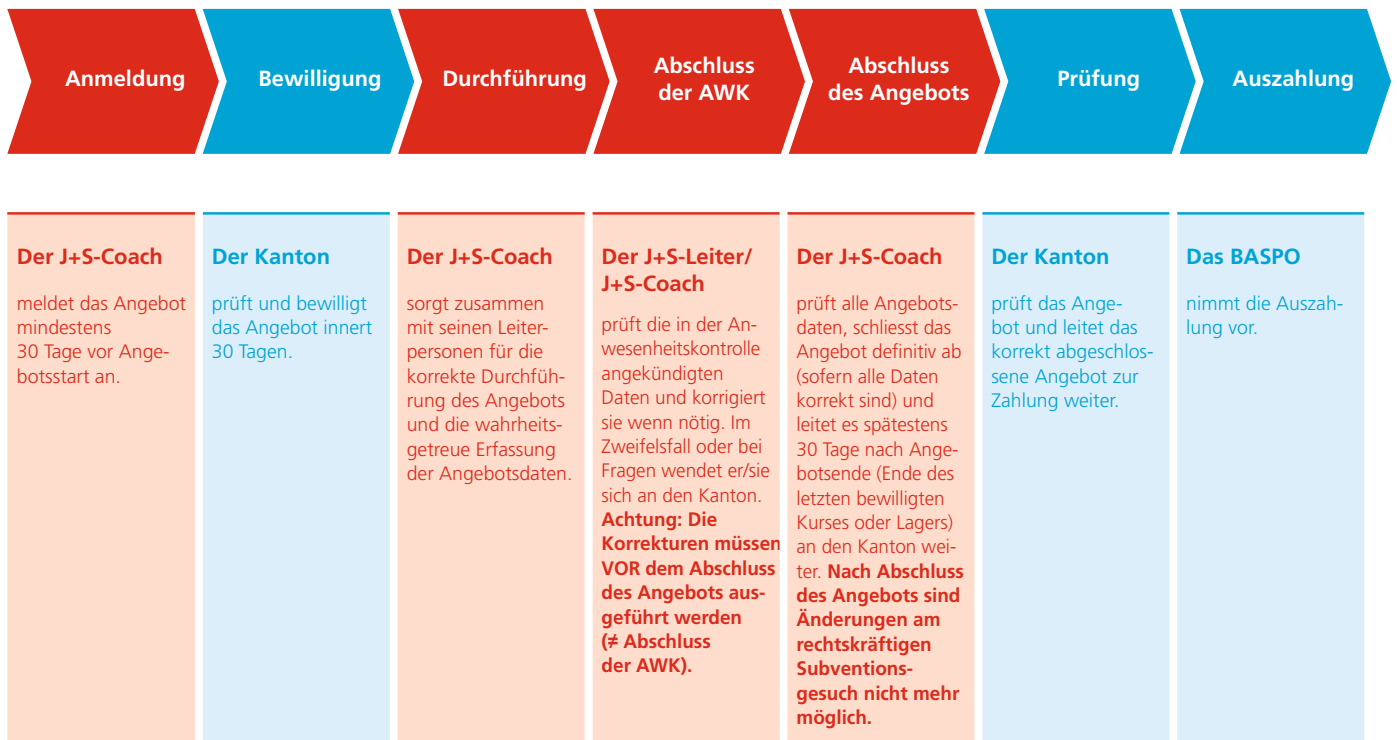 Anmeldung
Bewilligung
Durchführung
Abschluss
der AWK
Abschluss
des Angebots
Prüfung
Auszahlung
Der J+S-Coach
meldet das Angebot
mindestens
30 Tage vor Ange-
botsstart an.
Der Kanton
prüft und bewilligt
das Angebot innert
30 Tagen.
Der J+S-Coach
sorgt zusammen
mit seinen Leiter-
personen für die
korrekte Durchfüh-
rung des Angebots
und die wahrheits-
getreue Erfassung
der Angebotsdaten.
Der J+S-Leiter/
J+S-Coach
prüft die in der An-
wesenheitskontrolle
angekündigten
Daten und korrigiert
sie wenn nötig. Im
Zweifelsfall oder bei
Fragen wendet er/sie
sich an den Kanton.
Achtung: Die
Korrekturen müssen
VOR dem Abschluss
des Angebots aus-
geführt werden
(≠ Abschluss
der AWK).
Der J+S-Coach
prüft alle Angebots-
daten, schliesst das
Angebot definitiv ab
(sofern alle Daten
korrekt sind) und
leitet es spätestens
30 Tage nach Ange-
botsende (Ende des
letzten bewilligten
Kurses oder Lagers)
an den Kanton wei-
ter. Nach Abschluss
des Angebots sind
Änderungen am
rechtskräftigen
Subventions-
gesuch nicht mehr
möglich.
Der Kanton
prüft das Ange-
bot und leitet das
korrekt abgeschlos-
sene Angebot zur
Zahlung weiter.
Das BASPO
nimmt die Auszah-
lung vor.